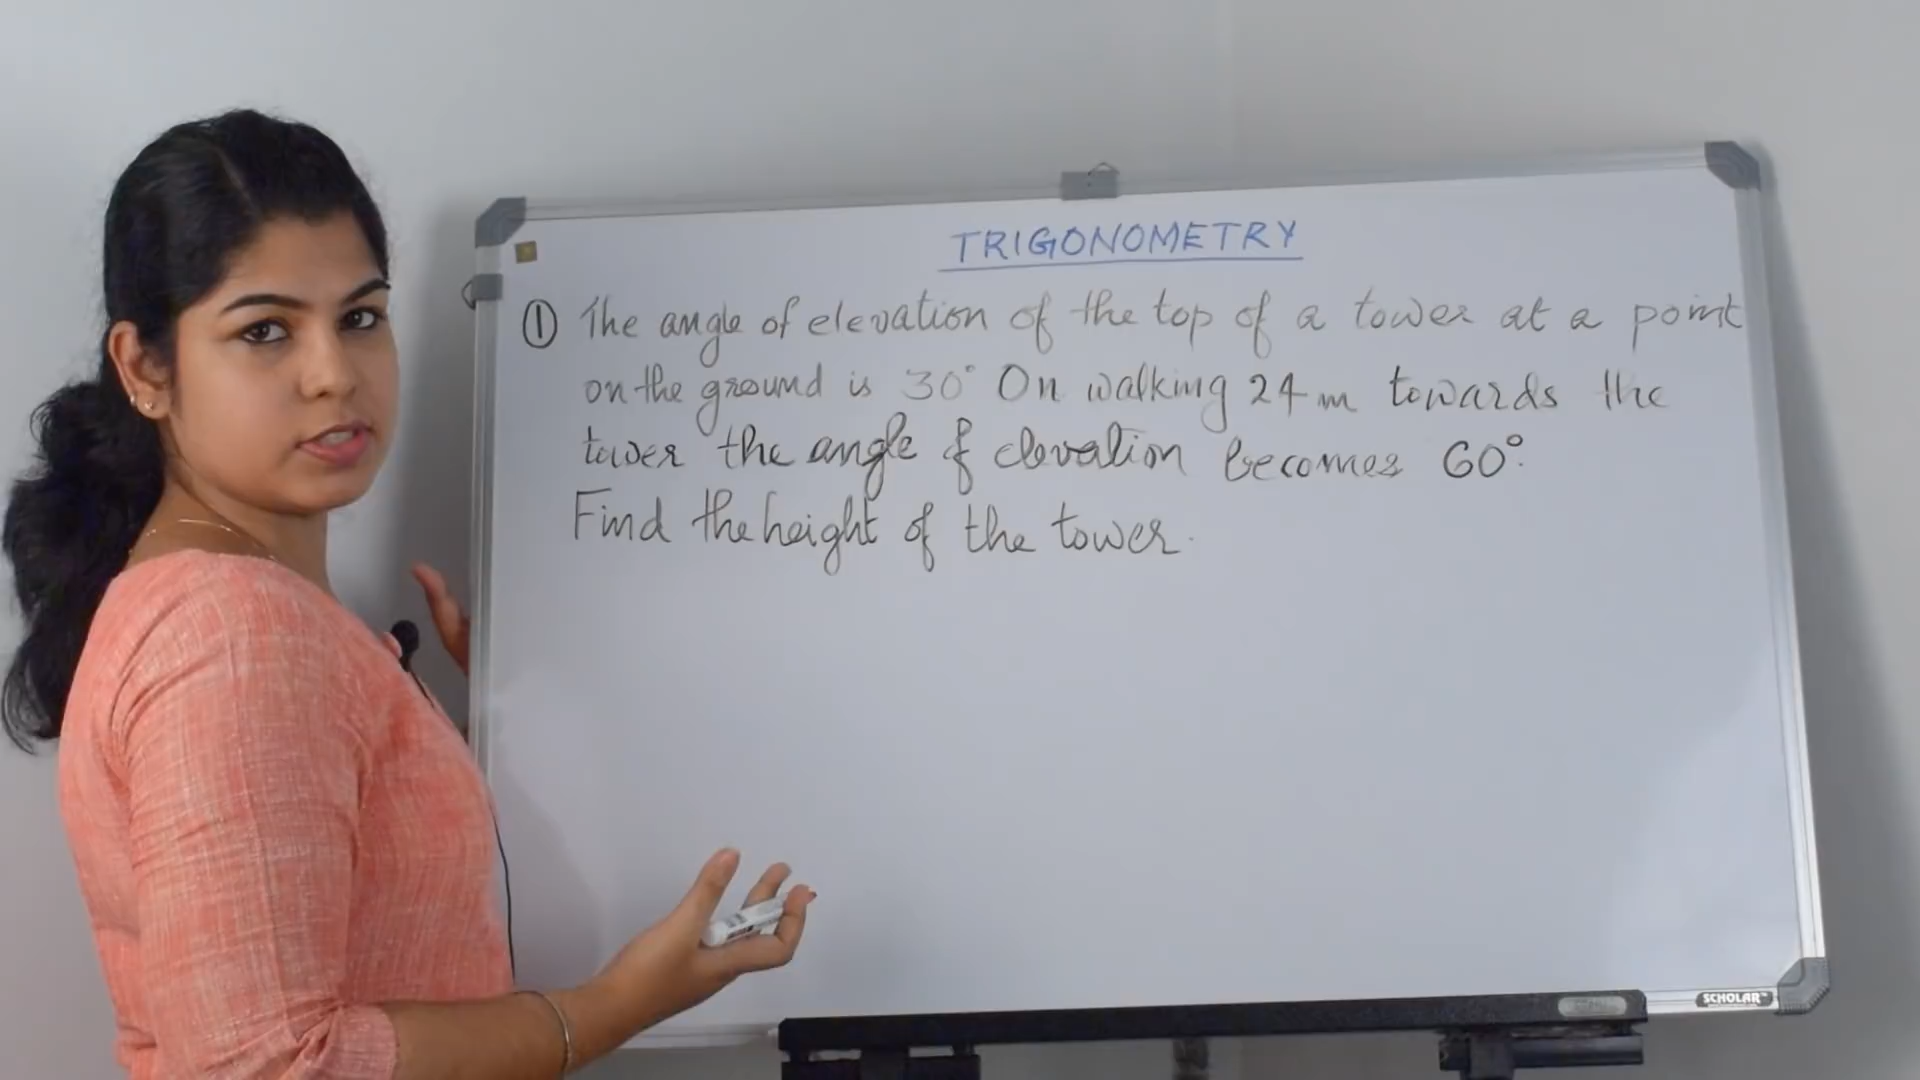 TRIGONOMETRY
① The angle of elevation of the top of a tower at a point
on the ground is 30° On walking 24 m towards the
tower the angle of elevation becomes 60°.
Find the height of the tower.
SCHOLAR™